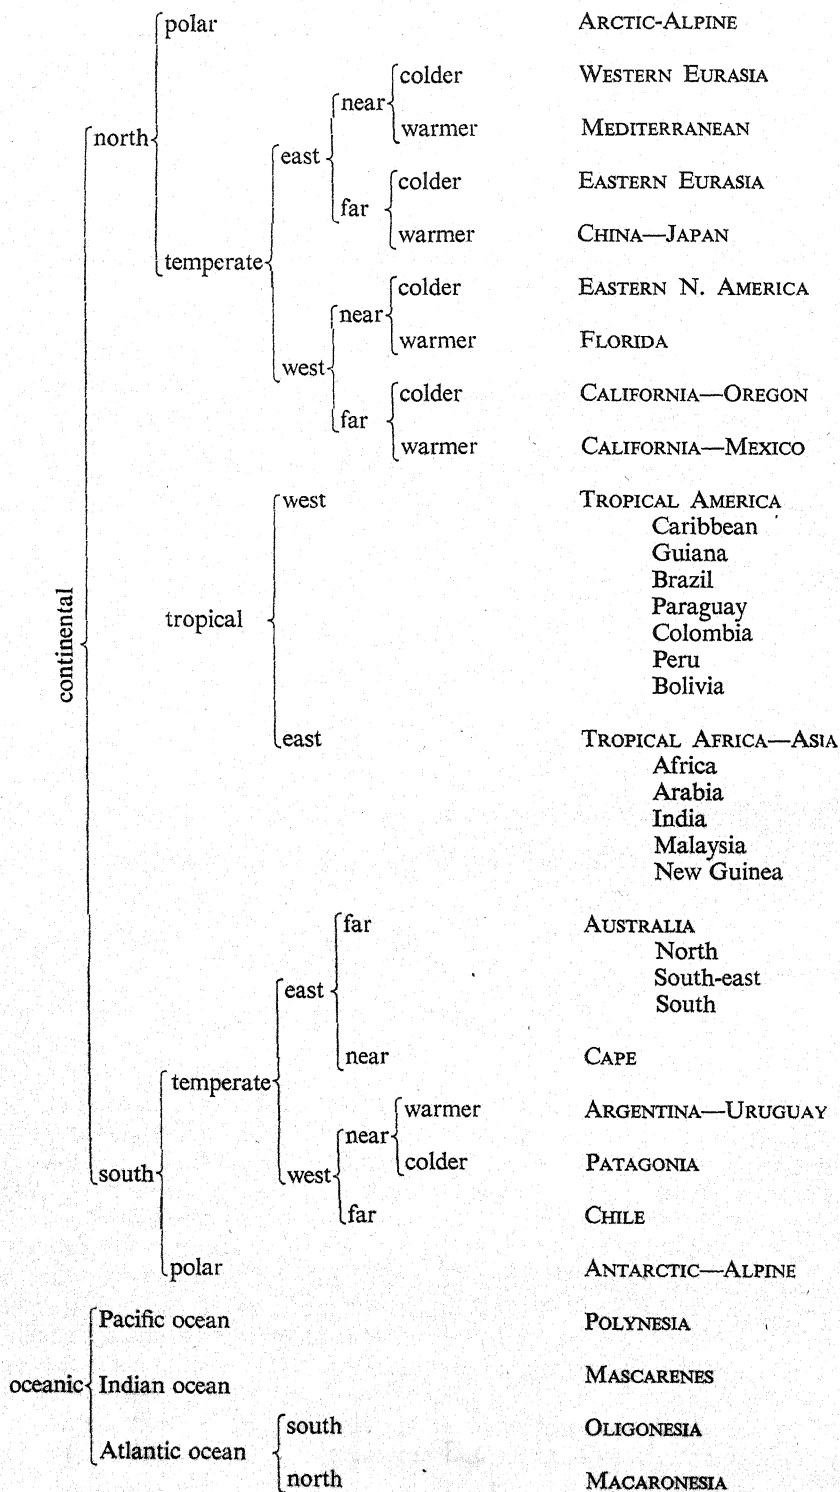 polar ARCTIC-ALPINE
colder WESTERN EURASIA
near
north warmer MEDITERRANEAN
east
colder EASTERN EURASIA
far
warmer CHINA—JAPAN
temperate
colder EASTERN N. AMERICA
near
warmer FLORIDA
west
colder CALIFORNIA—OREGON
far
warmer CALIFORNIA—MEXICO
west TROPICAL AMERICA
Caribbean
Guiana
Brazil
Paraguay
tropical
Colombia
continental
Peru
Bolivia
east TROPICAL AFRICA—ASIA
Africa
Arabia
India
Malaysia
New Guinea
far AUSTRALIA
North
east South-east
South
near CAPE
temperate
warmer ARGENTINA—URUGUAY
near
south west colder PATAGONIA
far CHILE
polar ANTARCTIC—ALPINE
Pacific ocean POLYNESIA
oceanic Indian ocean MASCARENES
south OLIGONESIA
Atlantic ocean
north MACARONESIA